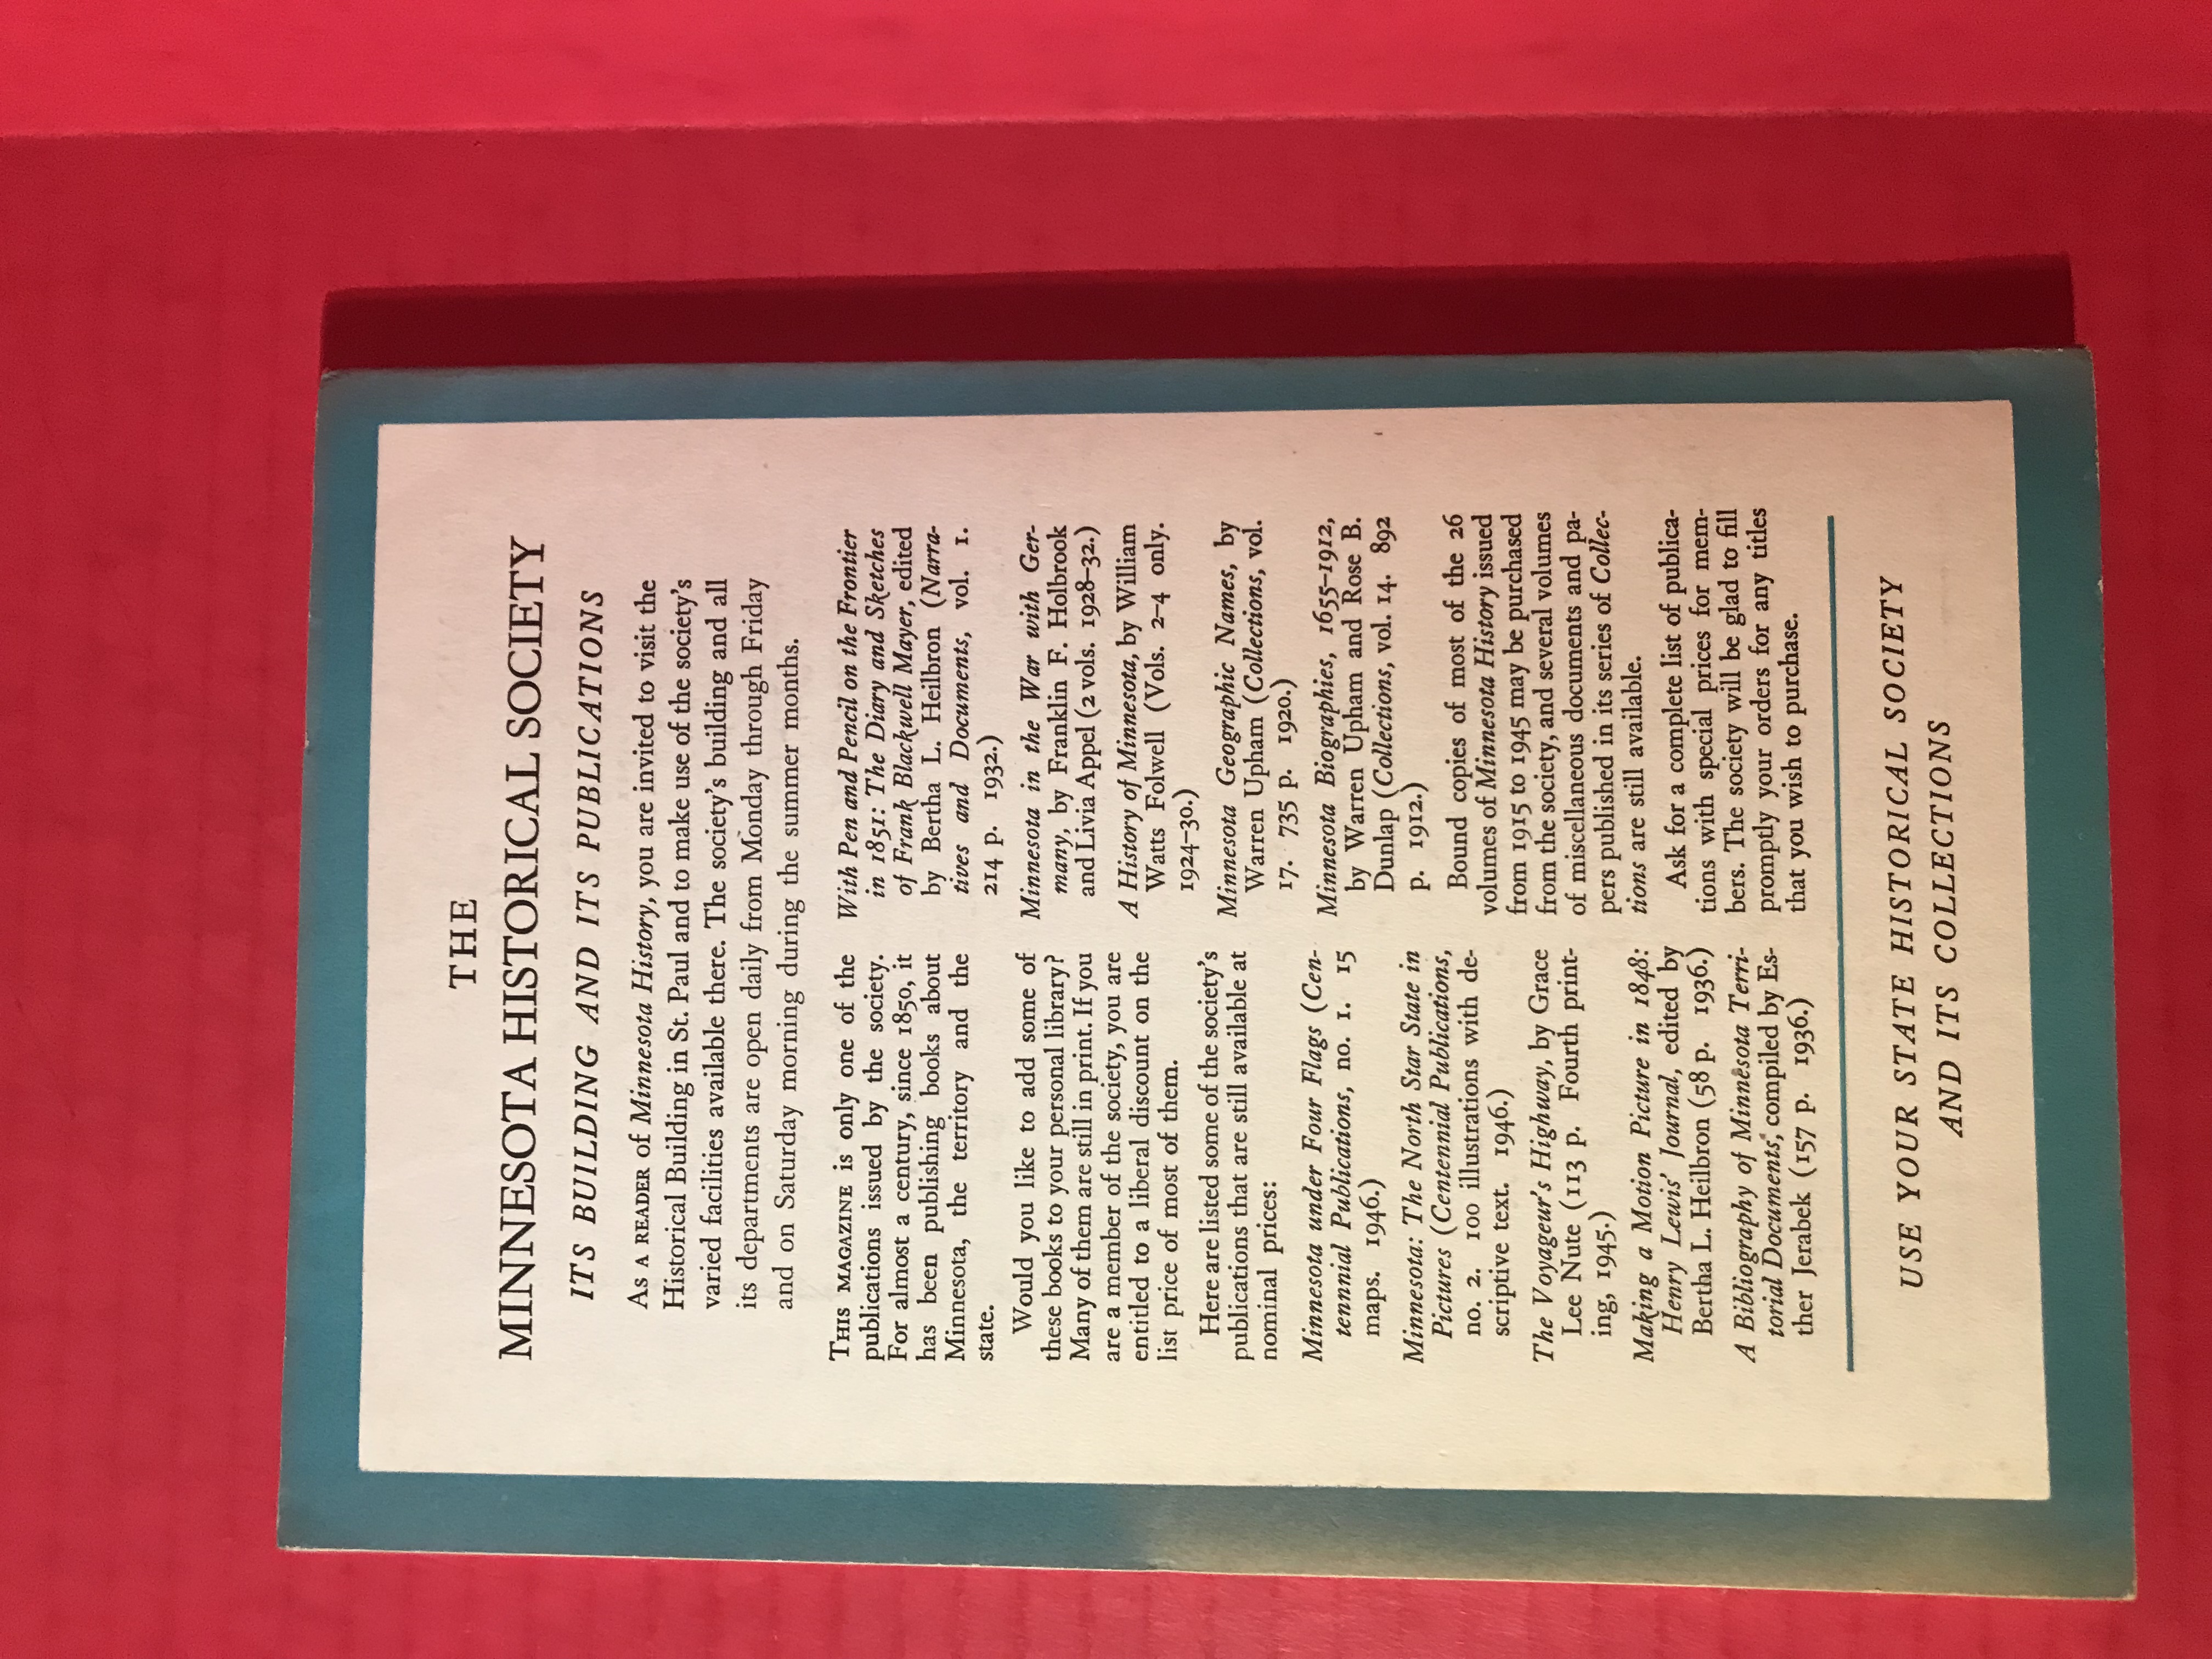 THE
MINNESOTA HISTORICAL SOCIETY
ITS BUILDING AND ITS PUBLICATIONS
As a reader of Minnesota History, you are invited to visit the
Historical Building in St. Paul and to make use of the society's
varied facilities available there. The society's building and all
its departments are open daily from Monday through Friday
and on Saturday morning during the summer months.
This magazine is only one of the
publications issued by the society.
For almost a century, since 1850, it
has been publishing books about
Minnesota, the territory and the
state.
Would you like to add some of
these books to your personal library?
Many of them are still in print. If you
are a member of the society, you are
entitled to a liberal discount on the
list price of most of them.
Here are listed some of the society's
publications that are still available at
nominal prices:
Minnesota under Four Flags (Cen-
tennial Publications, no. 1. 15
maps. 1946.)
Minnesota: The North Star State in
Pictures (Centennial Publications,
no. 2. 100 illustrations with de-
scriptive text. 1946.)
The Voyageur's Highway, by Grace
Lee Nute (113 p. Fourth print-
ing, 1945.)
Making a Motion Picture in 1848:
Henry Lewis' Journal, edited by
Bertha L. Heilbron (58 p. 1936.)
A Bibliography of Minnesota Terri-
torial Documents, compiled by Es-
ther Jerabek (157 p. 1936.)
With Pen and Pencil on the Frontier
in 1851: The Diary and Sketches
of Frank Blackwell Mayer, edited
by Bertha L. Heilbron (Narra-
tives and Documents, vol. 1.
214 p. 1932.)
Minnesota in the War with Ger-
many, by Franklin F. Holbrook
and Livia Appel (2 vols. 1928–32.)
A History of Minnesota, by William
Watts Folwell (Vols. 2–4 only.
1924–30.)
Minnesota Geographic Names, by
Warren Upham (Collections, vol.
17. 735 p. 1920.)
Minnesota Biographies, 1655–1912,
by Warren Upham and Rose B.
Dunlap (Collections, vol. 14. 892
p. 1912.)
Bound copies of most of the 26
volumes of Minnesota History issued
from 1915 to 1945 may be purchased
from the society, and several volumes
of miscellaneous documents and pa-
pers published in its series of Collec-
tions are still available.
Ask for a complete list of publica-
tions with special prices for mem-
bers. The society will be glad to fill
promptly your orders for any titles
that you wish to purchase.
USE YOUR STATE HISTORICAL SOCIETY
AND ITS COLLECTIONS